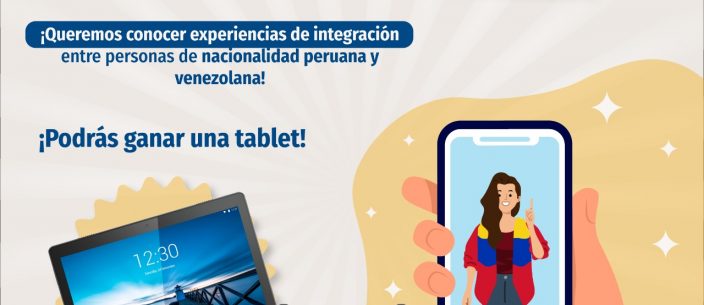 ¡Queremos conocer experiencias de integración
entre personas de nacionalidad peruana y
venezolana!
¡Podrás ganar una tablet!
12:30